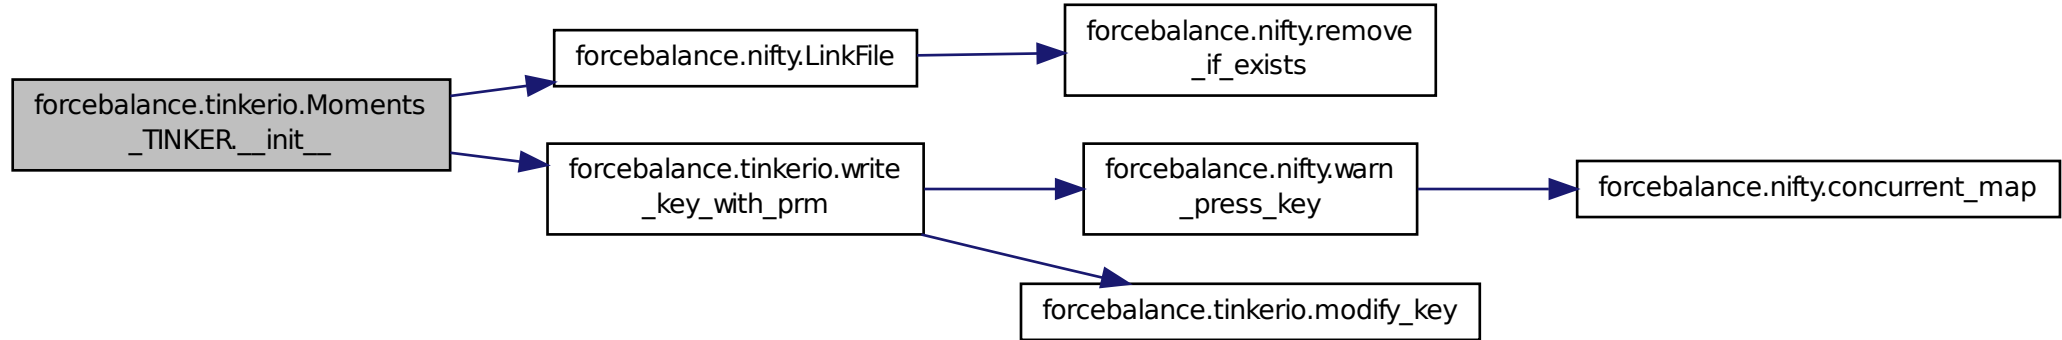 forcebalance.tinkerio.Moments
_TINKER.__init__
forcebalance.nifty.LinkFile
forcebalance.nifty.remove
_if_exists
forcebalance.tinkerio.write
_key_with_prm
forcebalance.nifty.warn
_press_key
forcebalance.nifty.concurrent_map
forcebalance.tinkerio.modify_key